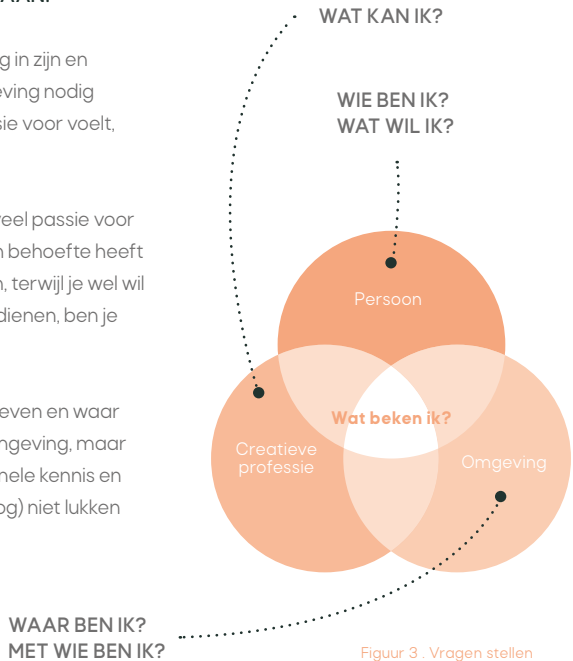 g in zijn en
eving nodig
sie voor voelt,
veel passie voor
n behoefte heeft
n, terwijl je wel wil
dienen, ben je
even en waar
ngeving, maar
nele kennis en
og) niet lukken
WAT KAN IK?
WIE BEN IK?
WAT WIL IK?
Persoon
Wat beken ik?
Creatieve
professie
Omgeving
WAAR BEN IK?
MET WIE BEN IK?
Figuur 3 . Vragen stellen